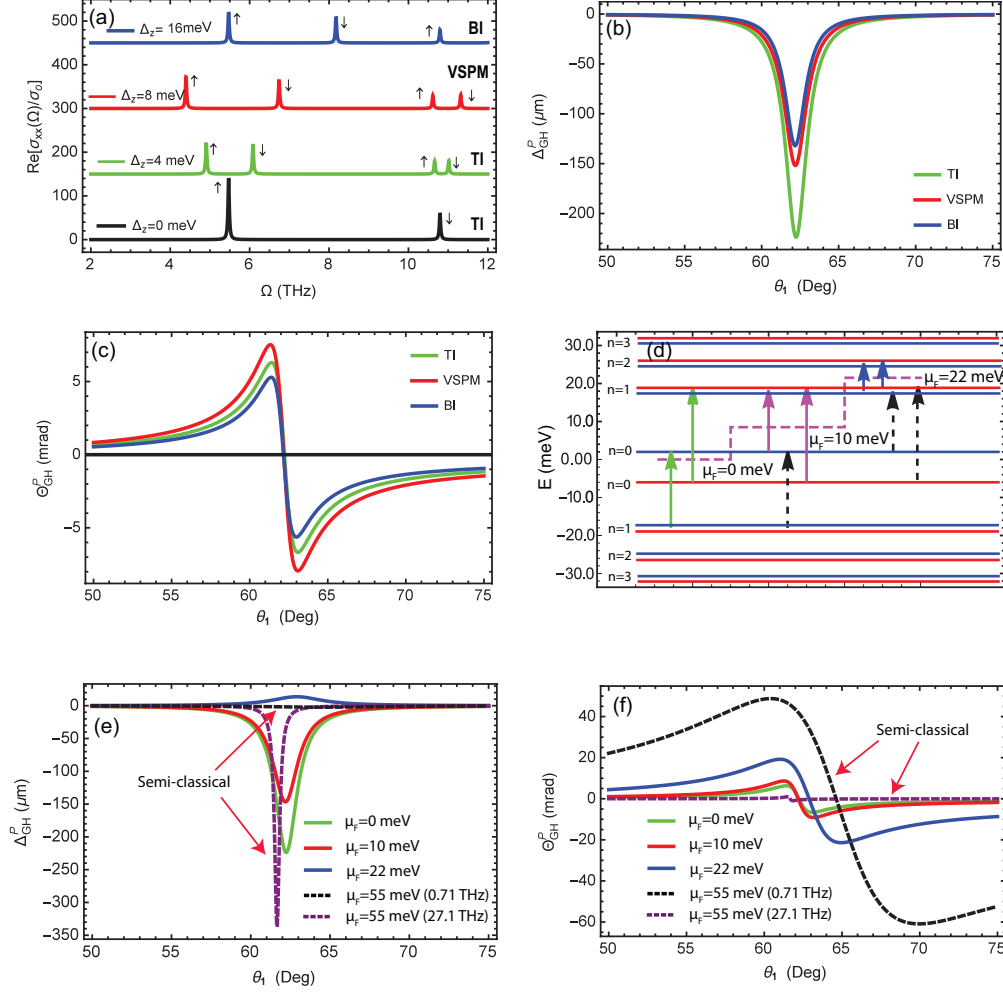 (a)
Δz= 16meV
↑
↓
↑
BI
VSPM
Δz=8 meV
↑
↓
↑
↓
Δz=4 meV
↑
↓
↑
↓
TI
Δz=0 meV
↑
↓
TI
500
400
300
200
100
0
Re[σxx(Ω)/σo]
2
4
6
8
10
12
Ω (THz)
(b)
0
-50
-100
-150
-200
Δ^P_GH (μm)
TI
VSPM
BI
50
55
60
65
70
75
θ1 (Deg)
(c)
5
0
-5
Θ^P_GH (mrad)
TI
VSPM
BI
50
55
60
65
70
75
θ1 (Deg)
(d)
30.0
20.0
10.0
0.00
-10.0
-20.0
-30.0
E (meV)
n=3
n=2
n=1
n=0
n=0
n=1
n=2
n=3
μF=22 meV
μF=10 meV
μF=0 meV
(e)
0
-50
-100
-150
-200
-250
-300
-350
Δ^P_GH (μm)
Semi-classical
μF=0 meV
μF=10 meV
μF=22 meV
μF=55 meV (0.71 THz)
μF=55 meV (27.1 THz)
50
55
60
65
70
75
θ1 (Deg)
(f)
40
20
0
-20
-40
-60
Θ^P_GH (mrad)
Semi-classical
μF=0 meV
μF=10 meV
μF=22 meV
μF=55 meV (0.71 THz)
μF=55 meV (27.1 THz)
50
55
60
65
70
75
θ1 (Deg)